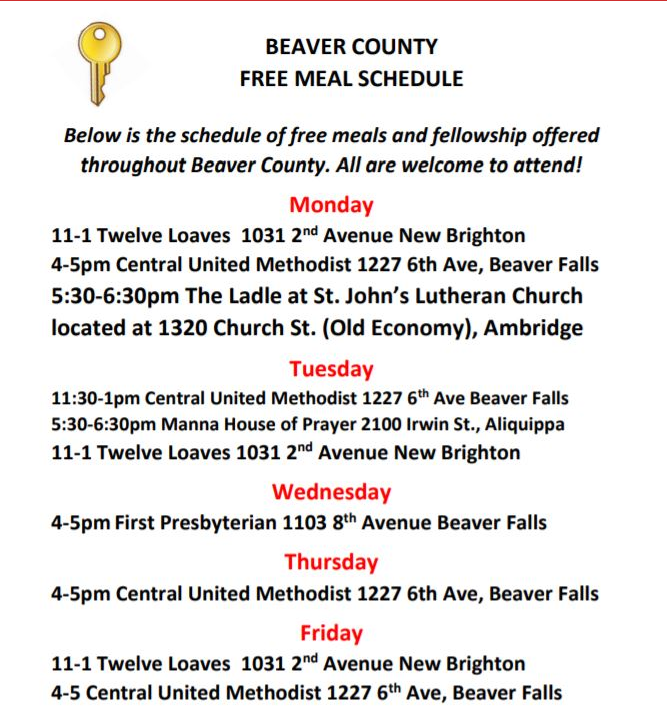 BEAVER COUNTY
FREE MEAL SCHEDULE
Below is the schedule of free meals and fellowship offered
throughout Beaver County. All are welcome to attend!
Monday
11-1 Twelve Loaves  1031 2nd Avenue New Brighton
4-5pm Central United Methodist 1227 6th Ave, Beaver Falls
5:30-6:30pm The Ladle at St. John’s Lutheran Church
located at 1320 Church St. (Old Economy), Ambridge
Tuesday
11:30-1pm Central United Methodist 1227 6th Ave Beaver Falls
5:30-6:30pm Manna House of Prayer 2100 Irwin St., Aliquippa
11-1 Twelve Loaves 1031 2nd Avenue New Brighton
Wednesday
4-5pm First Presbyterian 1103 8th Avenue Beaver Falls
Thursday
4-5pm Central United Methodist 1227 6th Ave, Beaver Falls
Friday
11-1 Twelve Loaves  1031 2nd Avenue New Brighton
4-5 Central United Methodist 1227 6th Ave, Beaver Falls